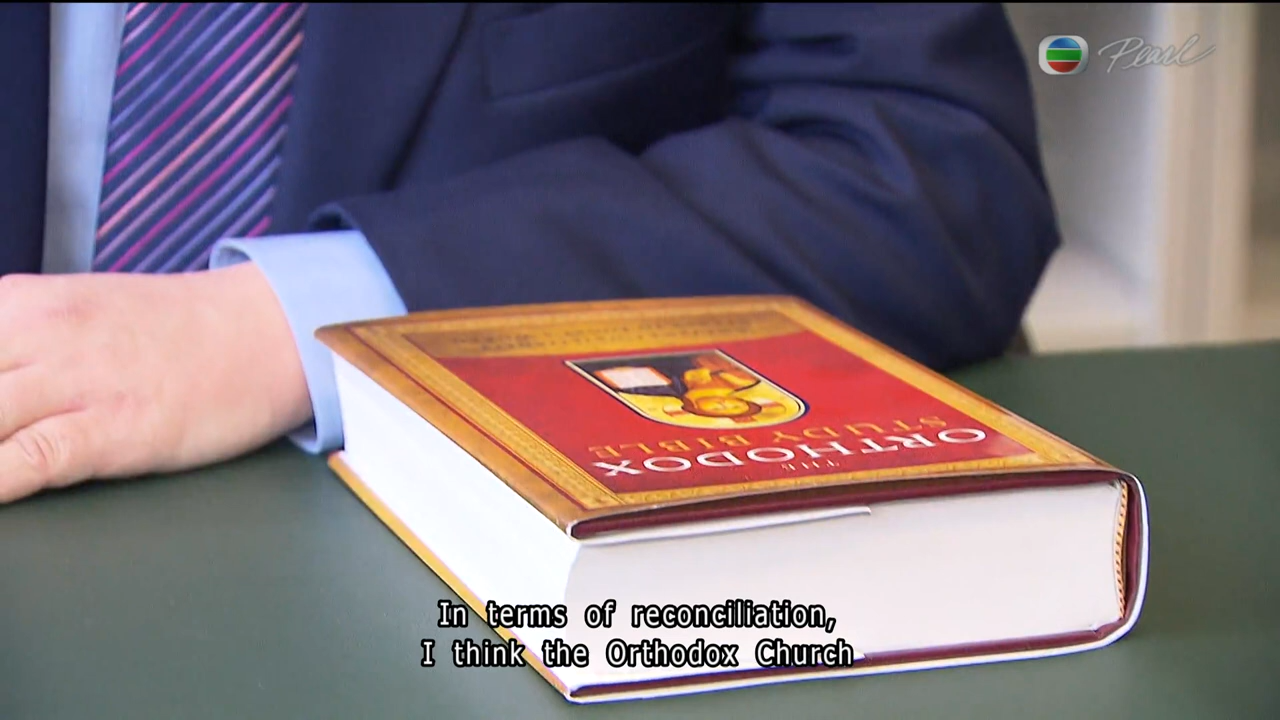 Pearl
THE
ORTHODOX
STUDY BIBLE
In terms of reconciliation,
I think the Orthodox Church